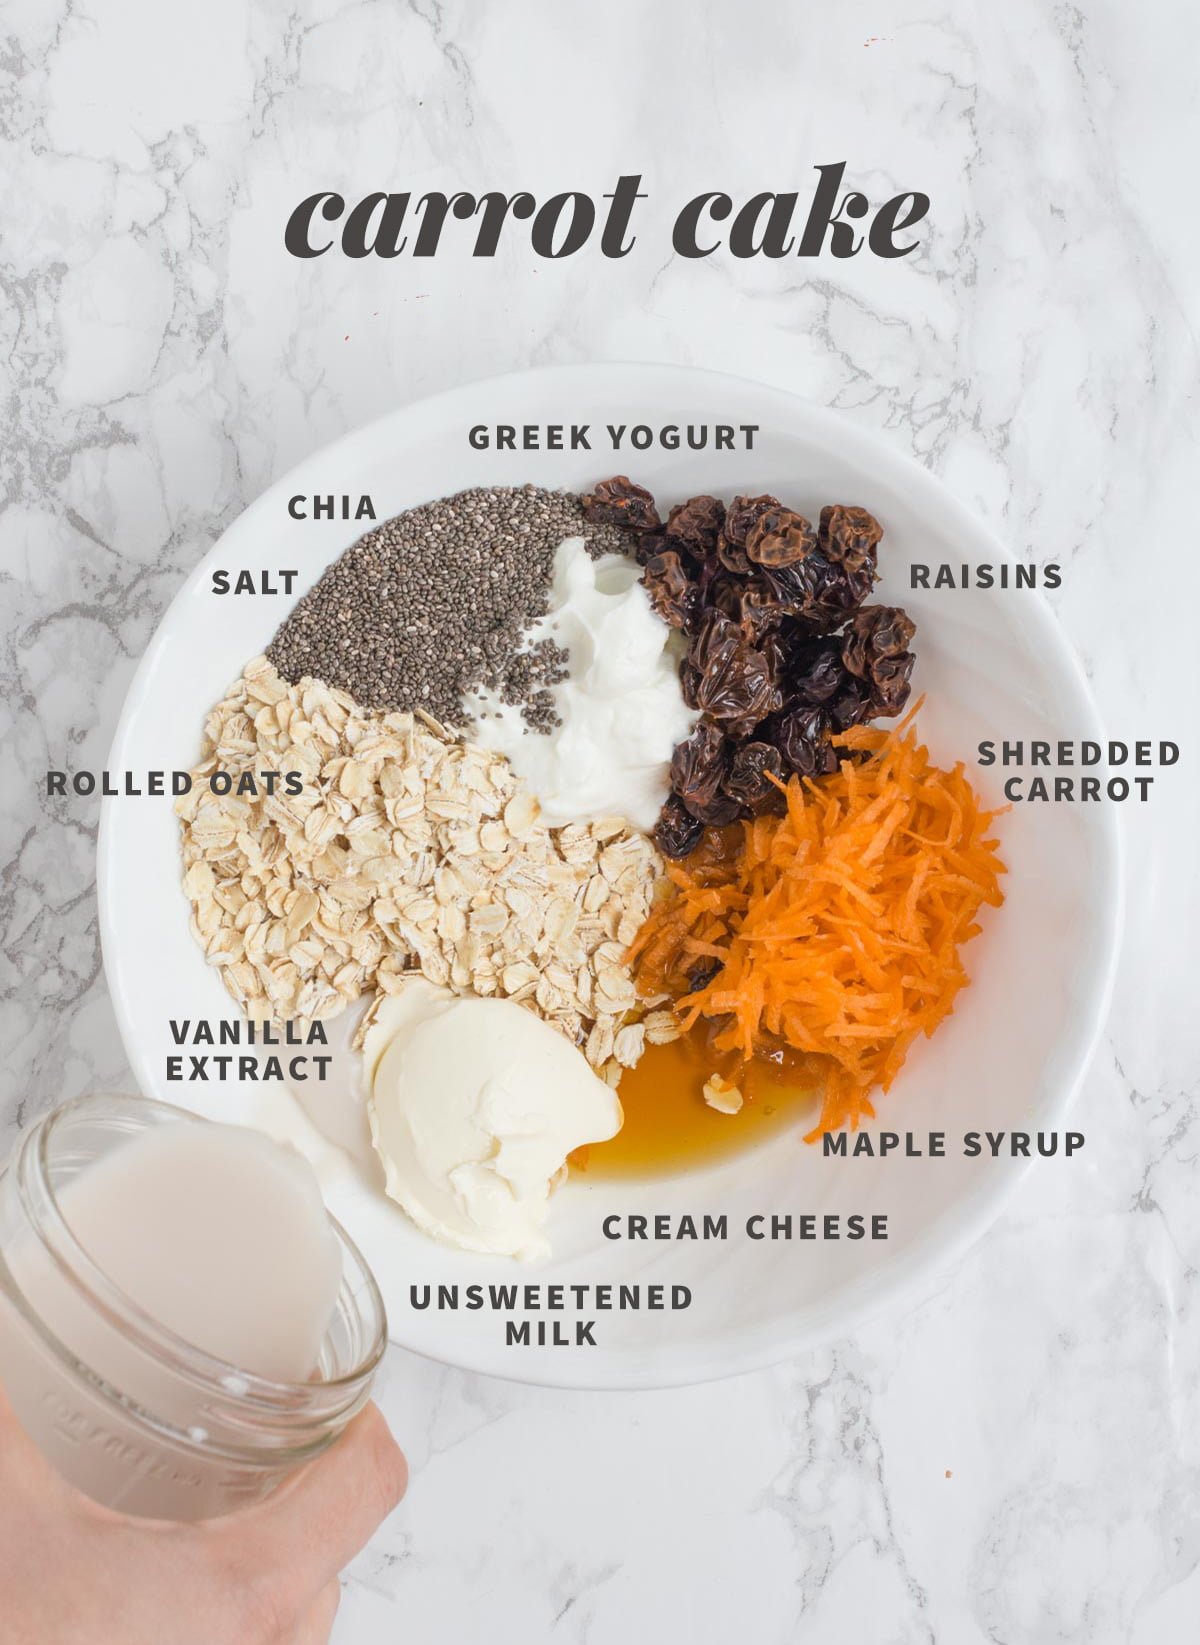 carrot cake
GREEK YOGURT
CHIA
SALT
RAISINS
ROLLED OATS
SHREDDED
CARROT
VANILLA
EXTRACT
MAPLE SYRUP
CREAM CHEESE
UNSWEETENED
MILK